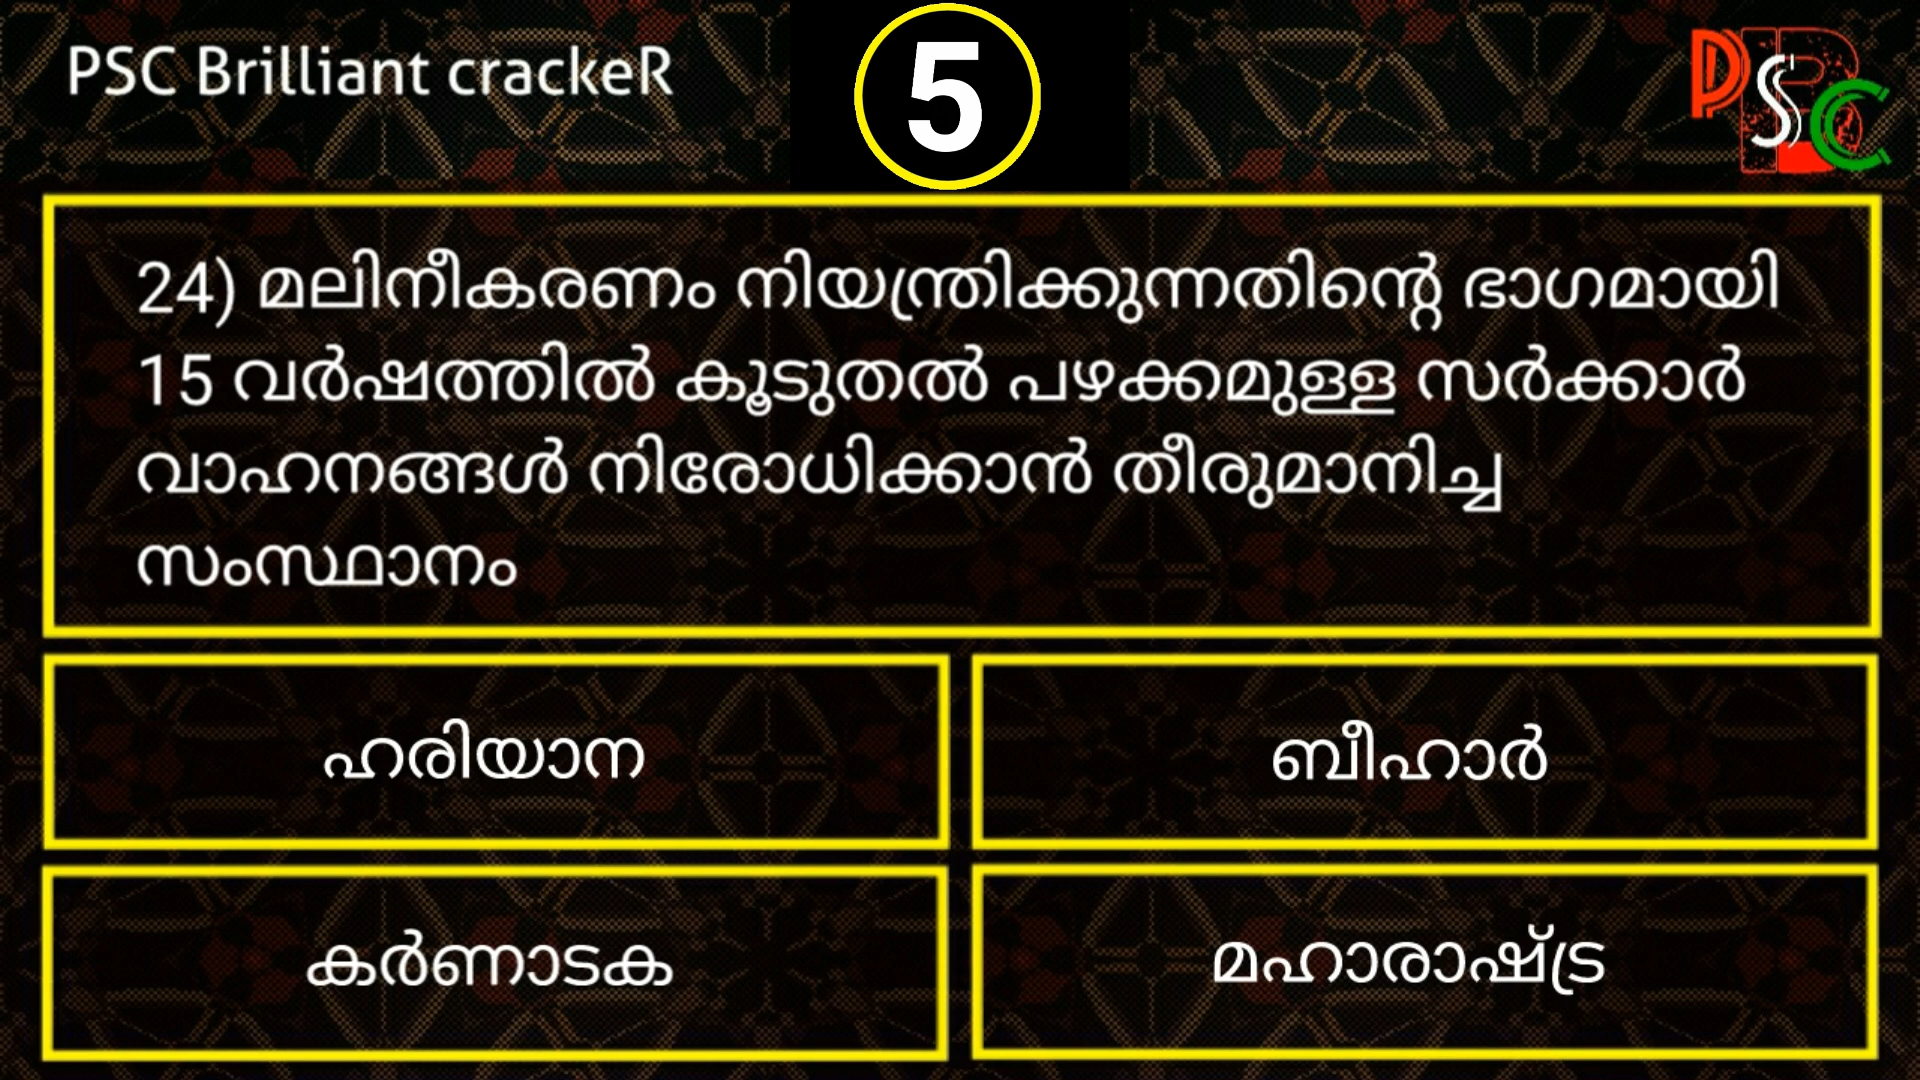 PSC Brilliant crackeR
5
PSC
24) മലിനീകരണം നിയന്ത്രിക്കുന്നതിന്റെ ഭാഗമായി
15 വർഷത്തിൽ കൂടുതൽ പഴക്കമുള്ള സർക്കാർ
വാഹനങ്ങൾ നിരോധിക്കാൻ തീരുമാനിച്ച
സംസ്ഥാനം
ഹരിയാന
ബീഹാർ
കർണാടക
മഹാരാഷ്ട്ര